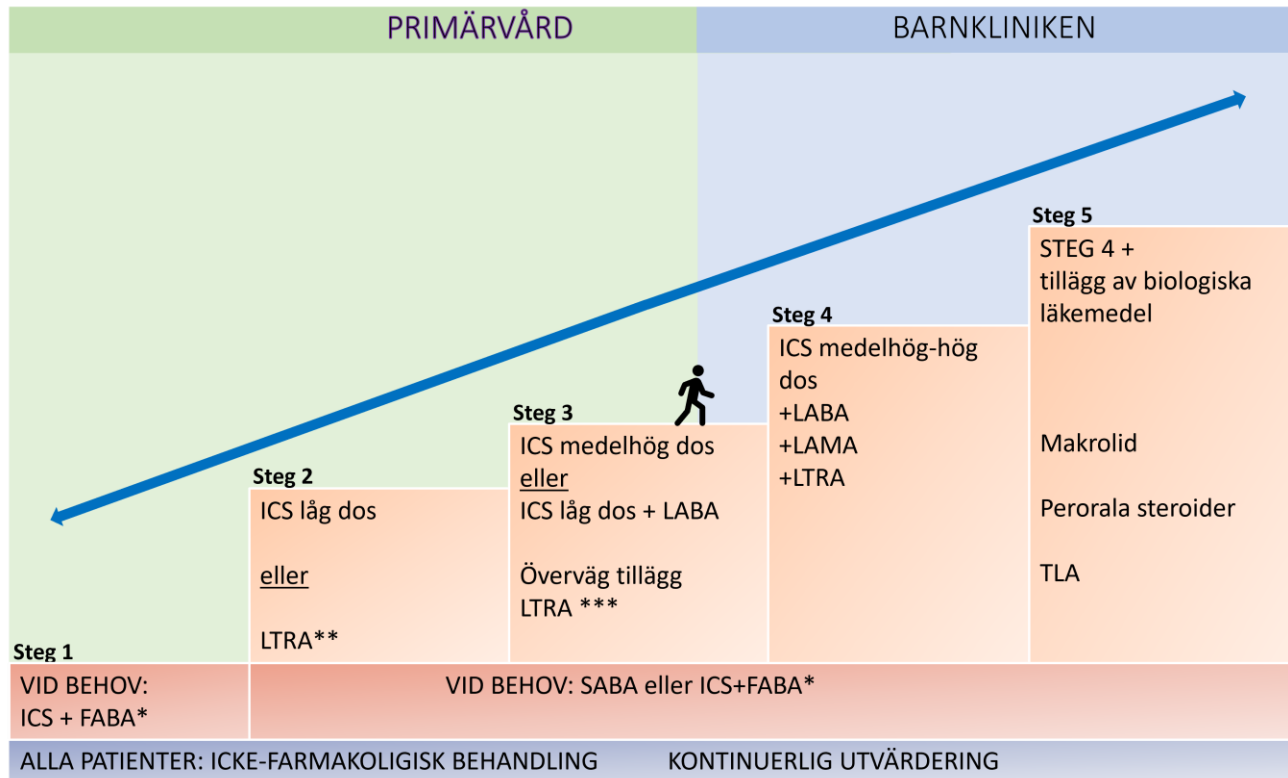 PRIMÄRVÅRD
BARNKLINIKEN
Steg 1
VID BEHOV:
ICS + FABA*
Steg 2
ICS låg dos
eller
LTRA**
Steg 3
ICS medelhög dos
eller
ICS låg dos + LABA
Överväg tillägg
LTRA ***
Steg 4
ICS medelhög-hög
dos
+LABA
+LAMA
+LTRA
Steg 5
STEG 4 +
tillägg av biologiska
läkemedel
Makrolid
Perorala steroider
TLA
VID BEHOV: SABA eller ICS+FABA*
ALLA PATIENTER: ICKE-FARMAKOLIGISK BEHANDLING KONTINUERLIG UTVÄRDERING